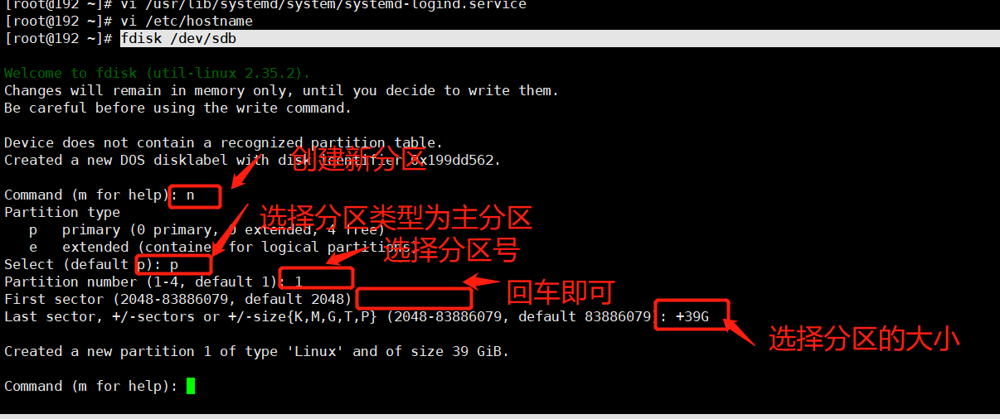 [root@192 ~]# vi /usr/lib/systemd/system/systemd-logind.service
[root@192 ~]# vi /etc/hostname
[root@192 ~]# fdisk /dev/sdb
Welcome to fdisk (util-linux 2.35.2).
Changes will remain in memory only, until you decide to write them.
Be careful before using the write command.
Device does not contain a recognized partition table.
Created a new DOS disklabel with disk identifier 0x199dd562.
创建新分区
Command (m for help): n
Partition type
选择分区类型为主分区
p primary (0 primary, 0 extended, 4 free)
e extended (container for logical partitions)
选择分区号
Select (default p): p
Partition number (1-4, default 1): 1
回车即可
First sector (2048-83886079, default 2048)
Last sector, +/-sectors or +/-size{K,M,G,T,P} (2048-83886079, default 83886079): +39G
选择分区的大小
Created a new partition 1 of type 'Linux' and of size 39 GiB.
Command (m for help):